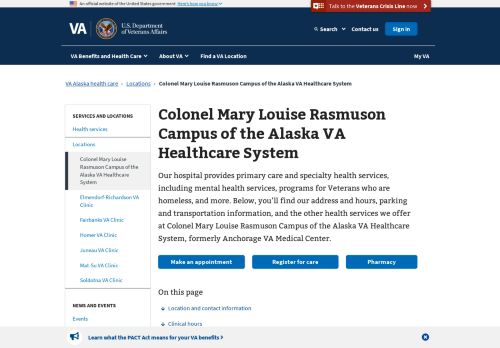 An official website of the United States government Here's how you know
Talk to the Veterans Crisis Line now
VA
U.S. Department
of Veterans Affairs
Search
Contact us
Sign in
VA Benefits and Health Care
About VA
Find a VA Location
My VA
VA Alaska health care
Locations
Colonel Mary Louise Rasmuson Campus of the Alaska VA Healthcare System
SERVICES AND LOCATIONS
Health services
Locations
Colonel Mary Louise
Rasmuson Campus of the
Alaska VA Healthcare
System
Elmendorf-Richardson VA
Clinic
Fairbanks VA Clinic
Homer VA Clinic
Juneau VA Clinic
Mat-Su VA Clinic
Soldotna VA Clinic
NEWS AND EVENTS
Events
Colonel Mary Louise Rasmuson
Campus of the Alaska VA
Healthcare System
Our hospital provides primary care and specialty health services,
including mental health services, programs for Veterans who are
homeless, and more. Below, you'll find our address and hours, parking
and transportation information, and the other health services we offer
at Colonel Mary Louise Rasmuson Campus of the Alaska VA Healthcare
System, formerly Anchorage VA Medical Center.
Make an appointment
Register for care
Pharmacy
On this page
Location and contact information
Clinical hours
Learn what the PACT Act means for your VA benefits